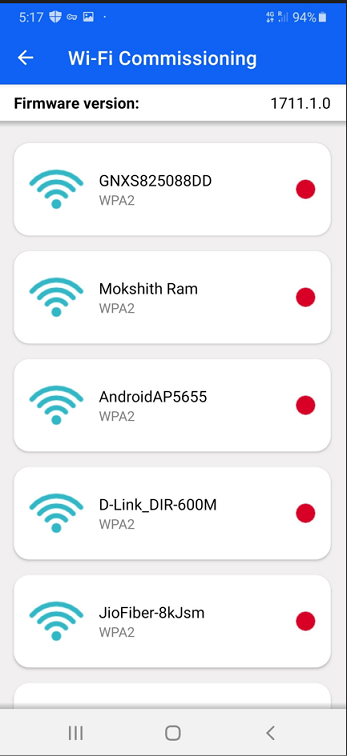 5:17
94%
Wi-Fi Commissioning
Firmware version: 1711.1.0
GNXS825088DD
WPA2
Mokshith Ram
WPA2
AndroidAP5655
WPA2
D-Link_DIR-600M
WPA2
JioFiber-8kJsm
WPA2